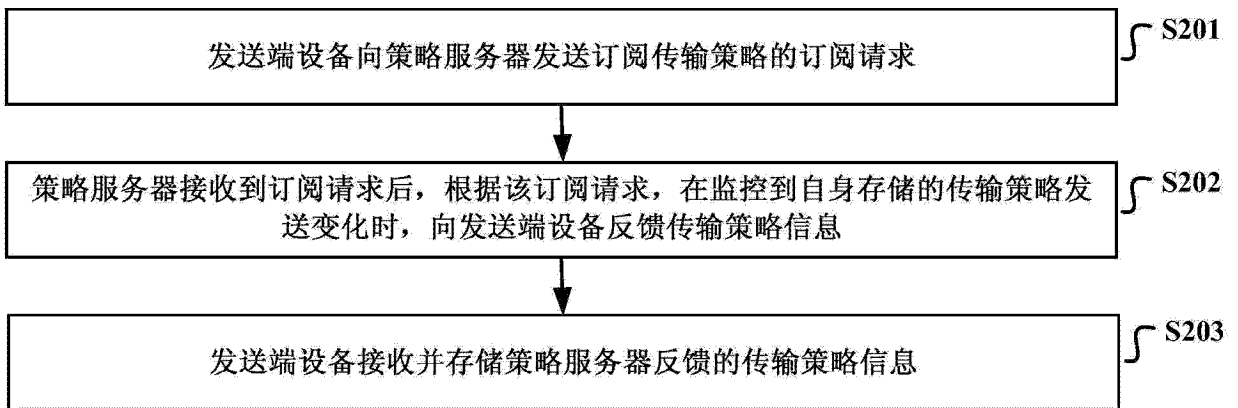 发送端设备向策略服务器发送订阅传输策略的订阅请求
S201
策略服务器接收到订阅请求后，根据该订阅请求，在监控到自身存储的传输策略发
送变化时，向发送端设备反馈传输策略信息
S202
发送端设备接收并存储策略服务器反馈的传输策略信息
S203